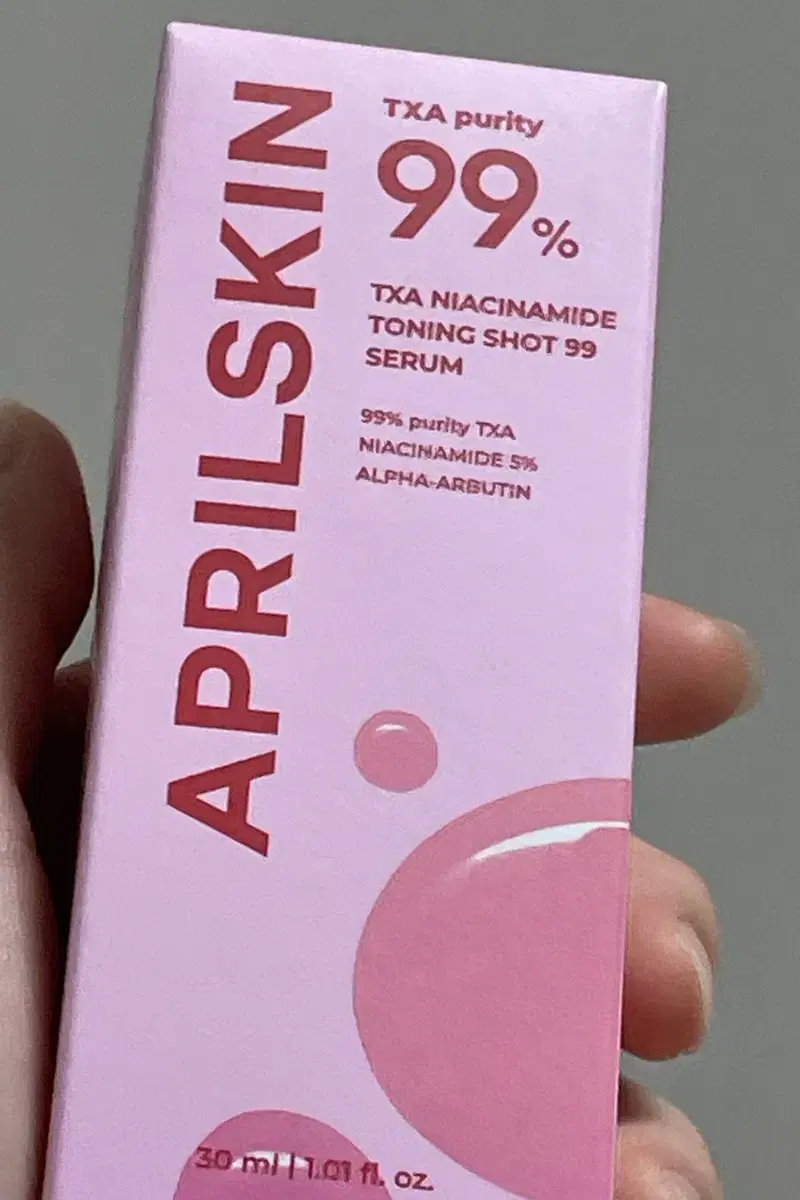 APRILSKIN
TXA purity
99%
TXA NIACINAMIDE
TONING SHOT 99
SERUM
99% purity TXA
NIACINAMIDE 5%
ALPHA-ARBUTIN
30 ml | 1.01 fl. oz.